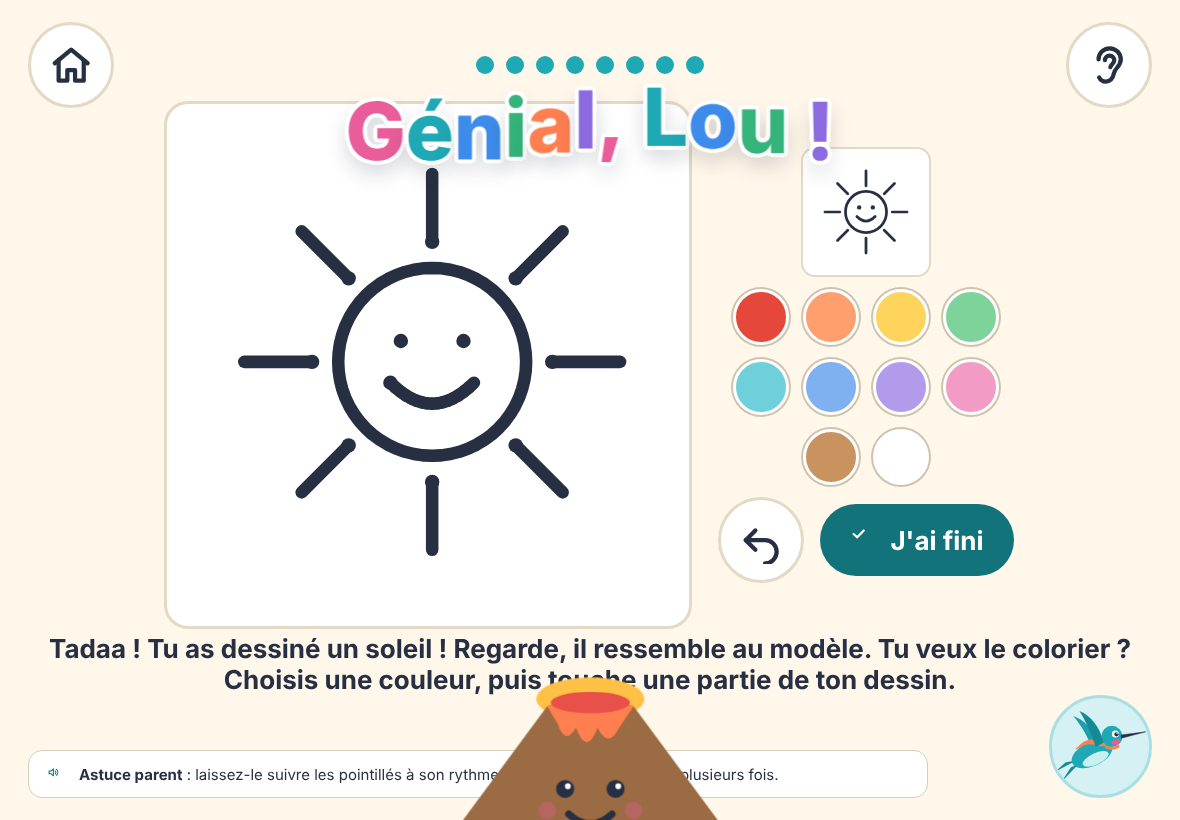 Génial, Lou !
J'ai fini
Tadaa ! Tu as dessiné un soleil ! Regarde, il ressemble au modèle. Tu veux le colorier ?
Choisis une couleur, puis touche une partie de ton dessin.
Astuce parent : laissez-le suivre les pointillés à son rythme plusieurs fois.